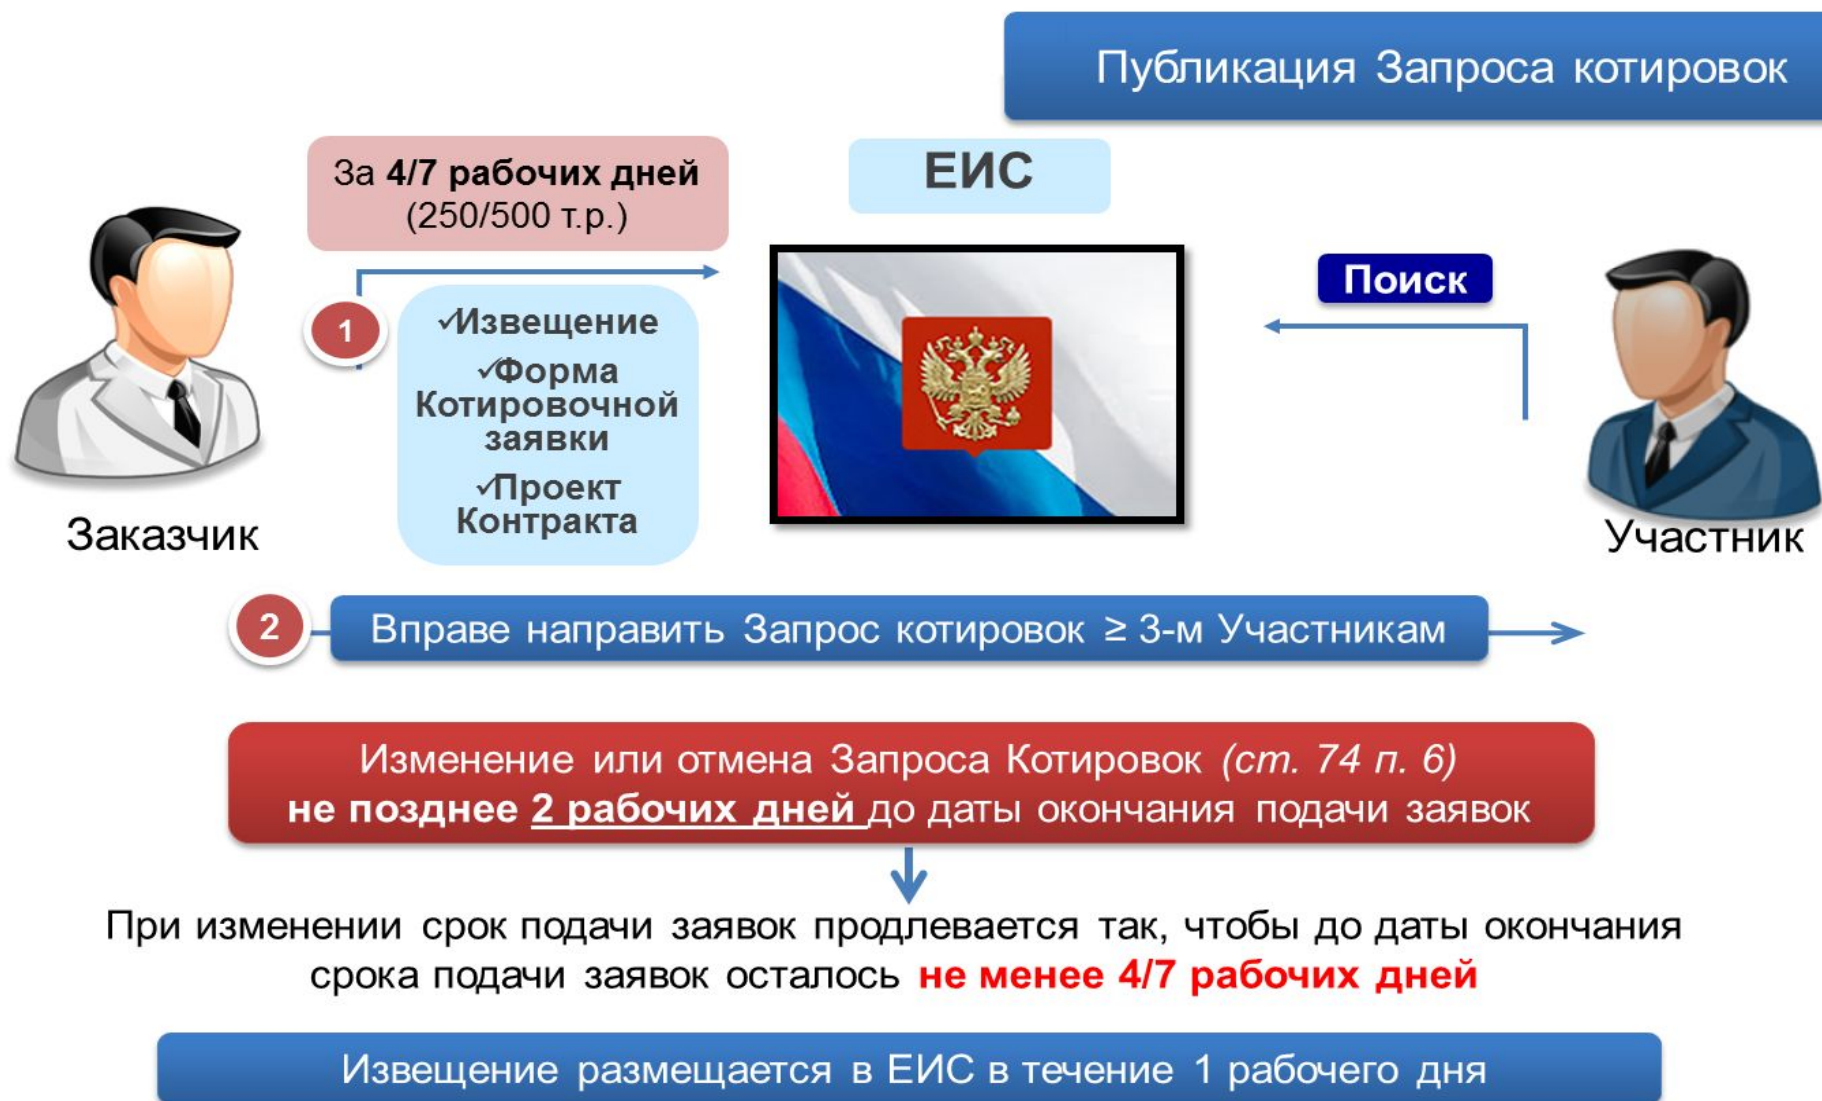 Публикация Запроса котировок
За 4/7 рабочих дней
(250/500 т.р.)
ЕИС
Поиск
1
✓Извещение
✓Форма
Котировочной
заявки
✓Проект
Контракта
Заказчик
Участник
2
Вправе направить Запрос котировок ≥ 3-м Участникам
Изменение или отмена Запроса Котировок (ст. 74 п. 6)
не позднее 2 рабочих дней до даты окончания подачи заявок
При изменении срок подачи заявок продлевается так, чтобы до даты окончания
срока подачи заявок осталось не менее 4/7 рабочих дней
Извещение размещается в ЕИС в течение 1 рабочего дня